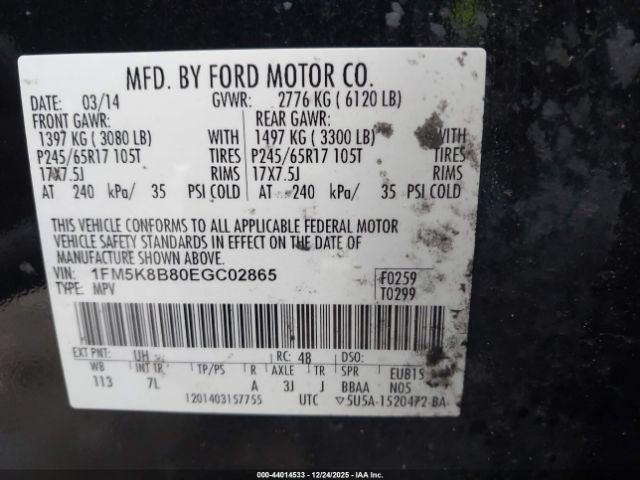 MFD. BY FORD MOTOR CO.
DATE: 03/14 GVWR: 2776 KG ( 6120 LB)
FRONT GAWR: REAR GAWR:
1397 KG ( 3080 LB) WITH 1497 KG ( 3300 LB) WITH
P245/65R17 105T TIRES P245/65R17 105T TIRES
17X7.5J RIMS 17X7.5J RIMS
AT 240 kPa/ 35 PSI COLD AT 240 kPa/ 35 PSI COLD
THIS VEHICLE CONFORMS TO ALL APPLICABLE FEDERAL MOTOR
VEHICLE SAFETY STANDARDS IN EFFECT ON THE DATE OF
MANUFACTURE SHOWN ABOVE.
VIN: 1FM5K8B80EGC02865 F0259
TYPE: MPV T0299
EXT PNT: UH RC: 48 DSO:
WB INT TR TP/PS R AXLE TR SPR EUB15
113 7L A 3J J BBAA N05
1201403157755 UTC ▽5U5A-1520472-BA
000-44014533 - 12/24/2025 - IAAI.com